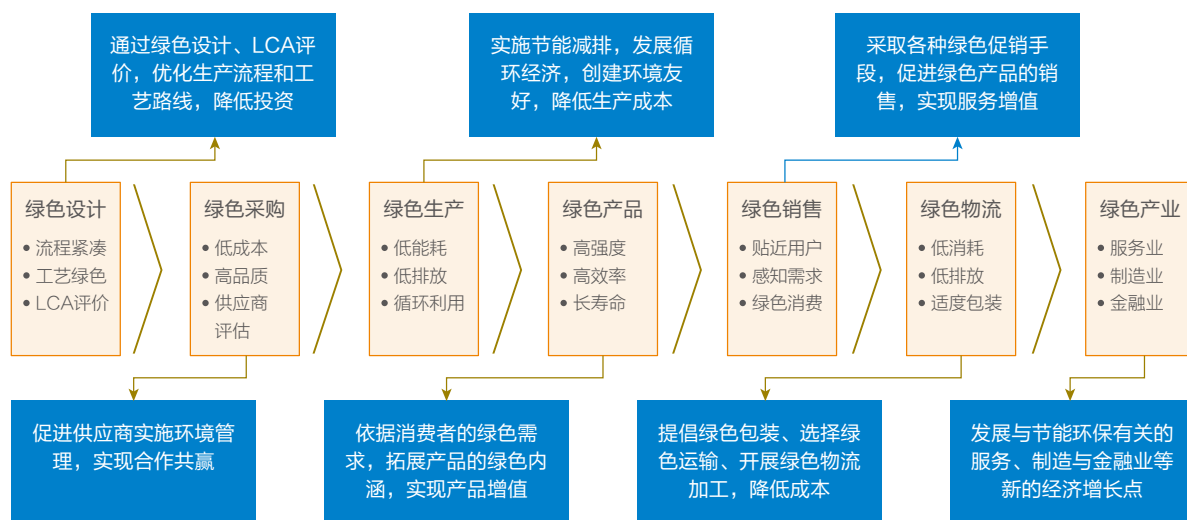 通过绿色设计、LCA评
价，优化生产流程和工
艺路线，降低投资
实施节能减排，发展循
环经济，创建环境友
好，降低生产成本
采取各种绿色促销手
段，促进绿色产品的销
售，实现服务增值
绿色设计
• 流程紧凑
• 工艺绿色
• LCA评价
绿色采购
• 低成本
• 高品质
• 供应商
评估
绿色生产
• 低能耗
• 低排放
• 循环利用
绿色产品
• 高强度
• 高效率
• 长寿命
绿色销售
• 贴近用户
• 感知需求
• 绿色消费
绿色物流
• 低消耗
• 低排放
• 适度包装
绿色产业
• 服务业
• 制造业
• 金融业
促进供应商实施环境管
理，实现合作共赢
依据消费者的绿色需
求，拓展产品的绿色内
涵，实现产品增值
提倡绿色包装、选择绿
色运输、开展绿色物流
加工，降低成本
发展与节能环保有关的
服务、制造与金融业等
新的经济增长点